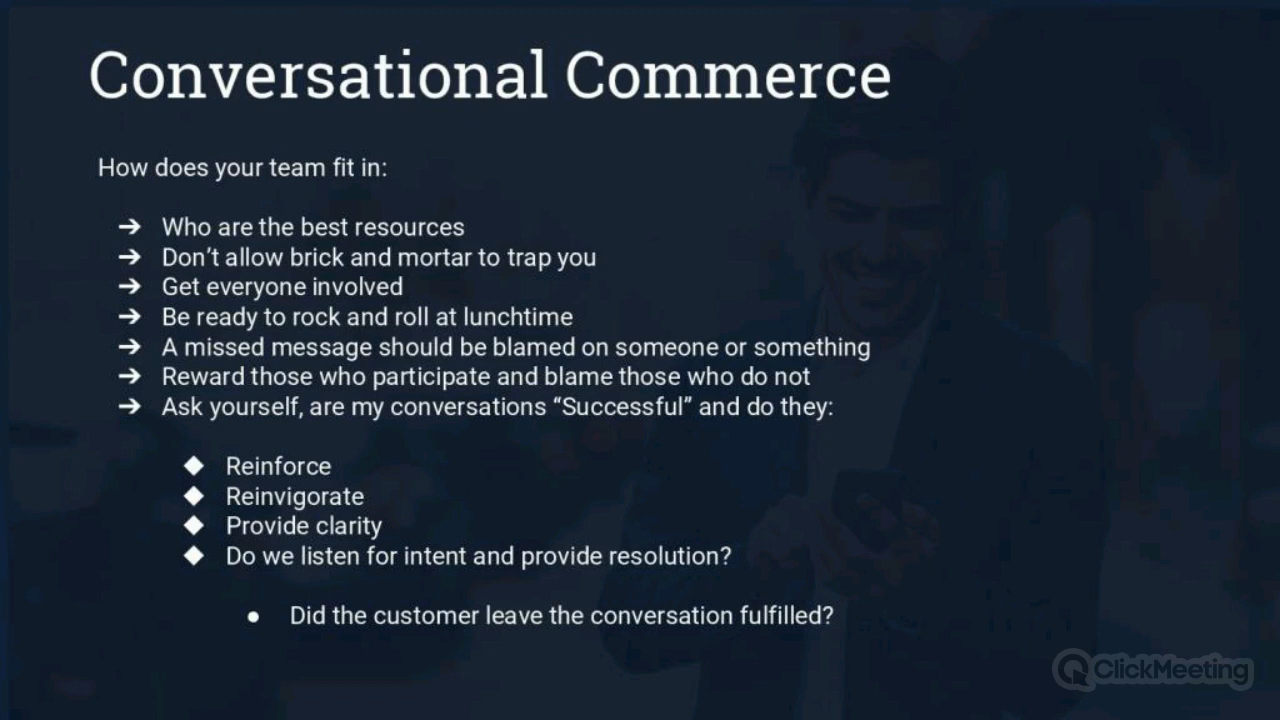 Conversational Commerce
How does your team fit in:
➔ Who are the best resources
➔ Don’t allow brick and mortar to trap you
➔ Get everyone involved
➔ Be ready to rock and roll at lunchtime
➔ A missed message should be blamed on someone or something
➔ Reward those who participate and blame those who do not
➔ Ask yourself, are my conversations “Successful” and do they:
◆ Reinforce
◆ Reinvigorate
◆ Provide clarity
◆ Do we listen for intent and provide resolution?
● Did the customer leave the conversation fulfilled?
ClickMeeting